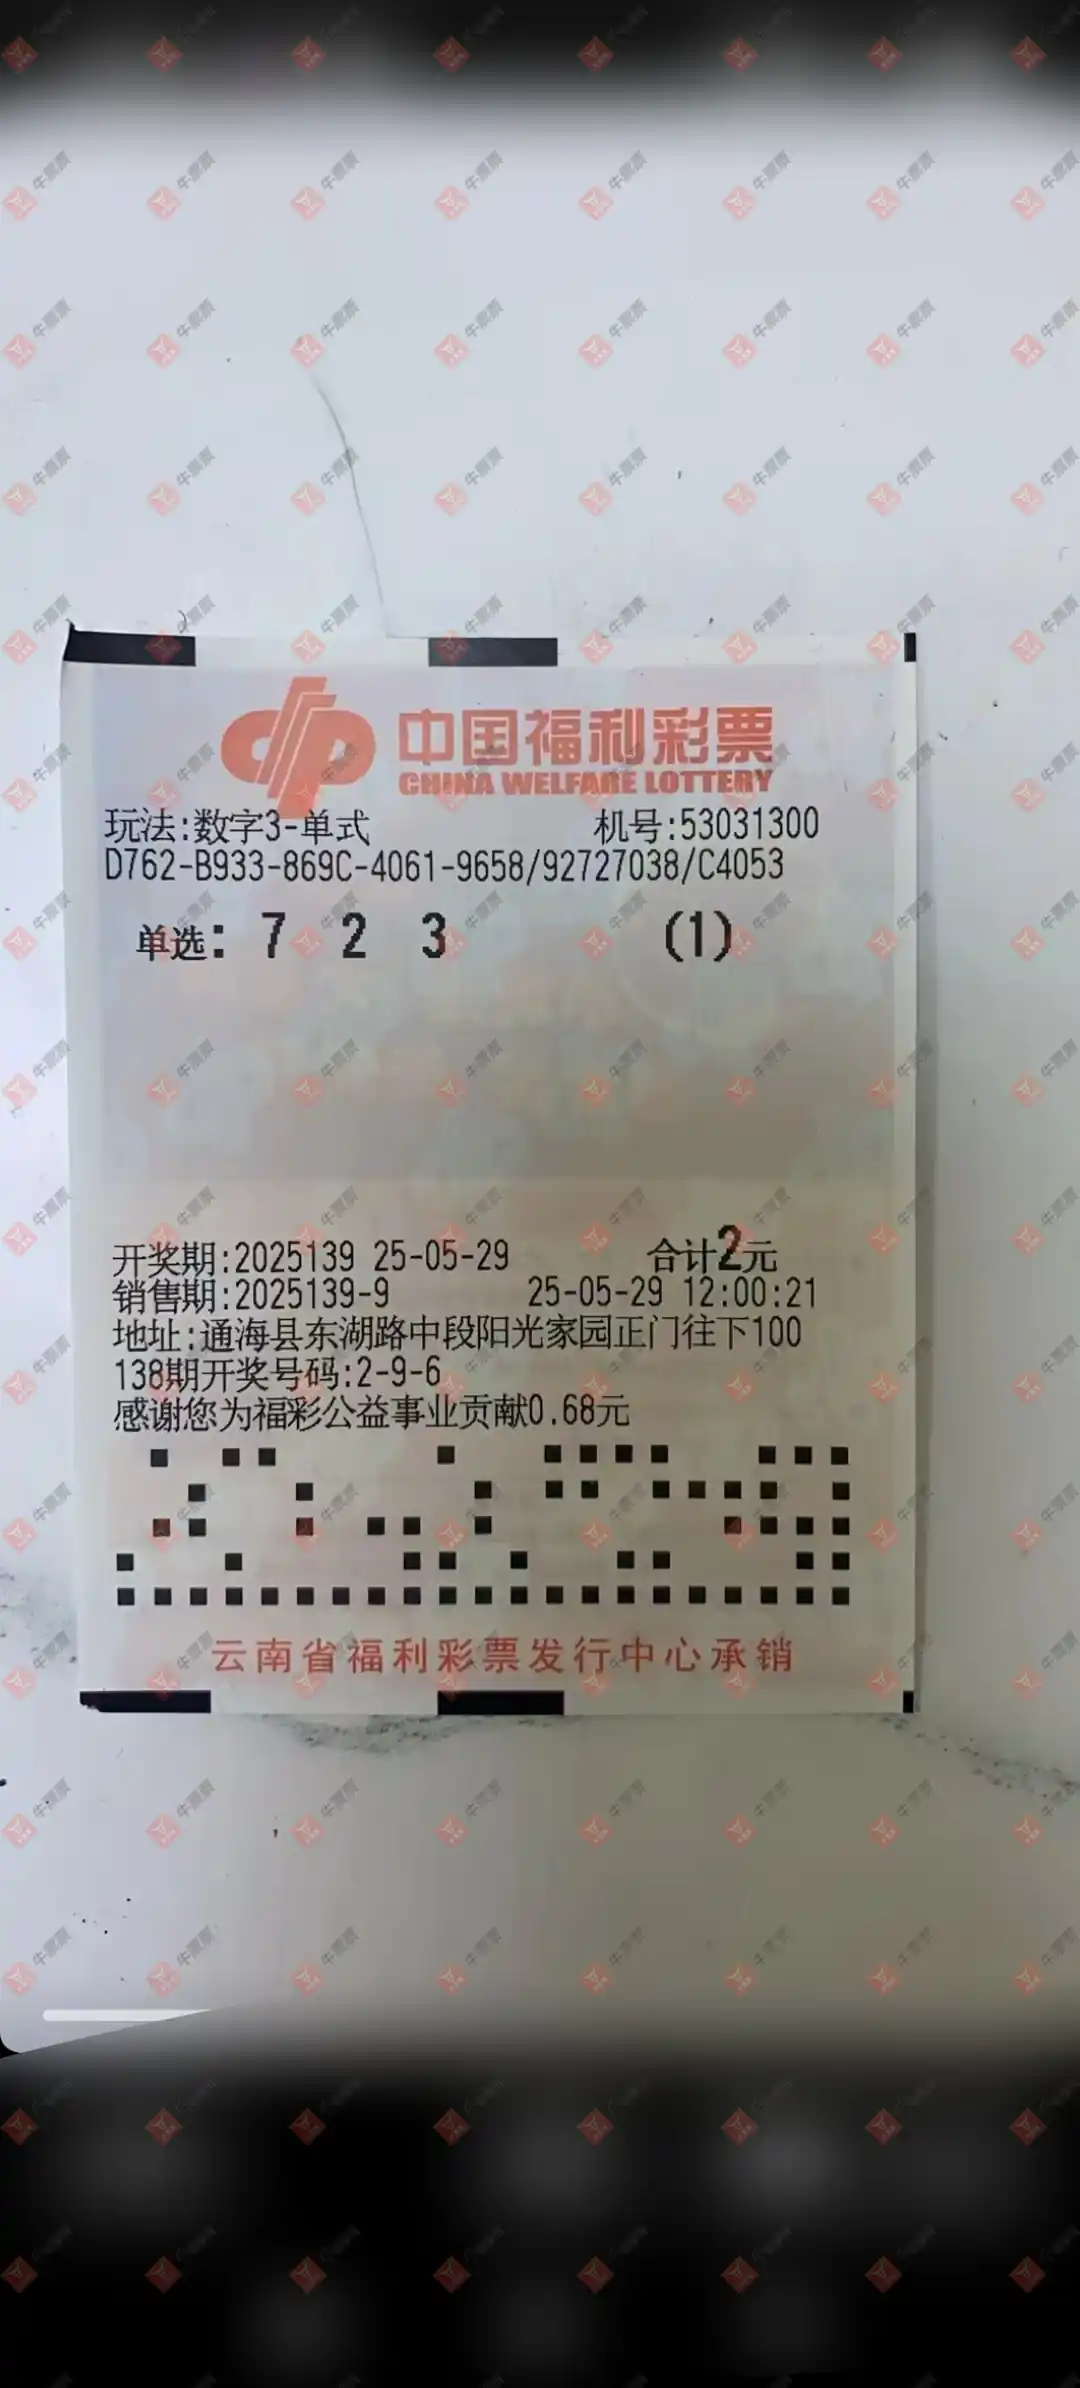 中国福利彩票
CHINA WELFARE LOTTERY
玩法:数字3-单式 机号:53031300
D762-B933-869C-4061-9658/92727038/C4053
单选: 7 2 3 (1)
开奖期:2025139 25-05-29 合计2元
销售期:2025139-9 25-05-29 12:00:21
地址:通海县东湖路中段阳光家园正门往下100
138期开奖号码:2-9-6
感谢您为福彩公益事业贡献0.68元
云南省福利彩票发行中心承销
牛票票